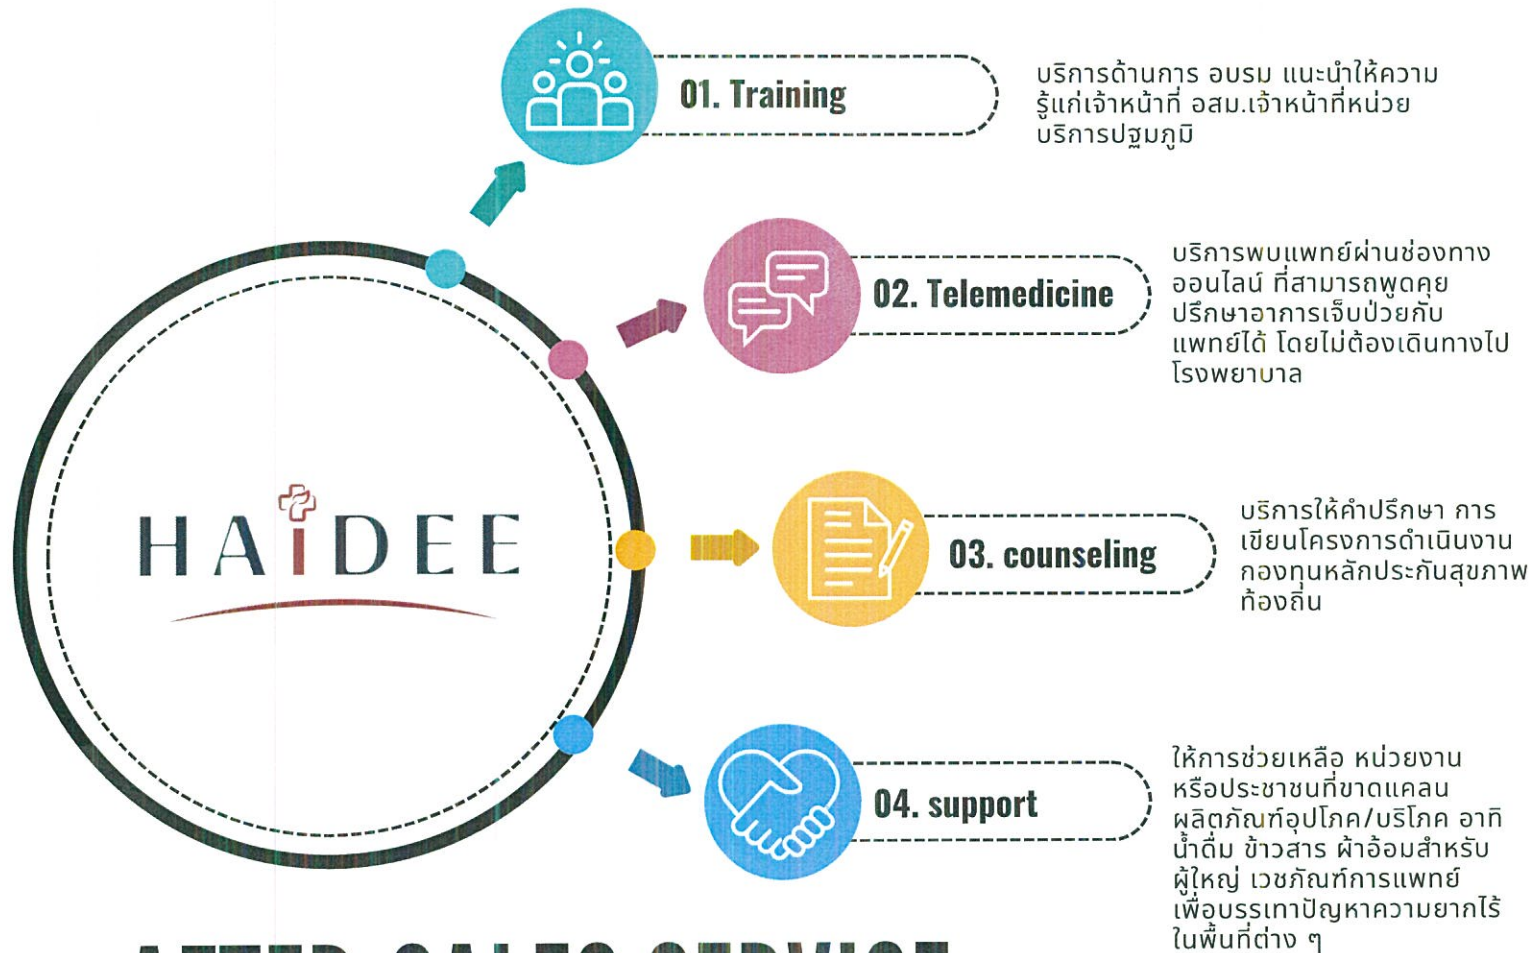 01. Training
บริการด้านการ อบรม แนะนำให้ความ
รู้แก่เจ้าหน้าที่ อสม.เจ้าหน้าที่หน่วย
บริการปฐมภูมิ
02. Telemedicine
บริการพบแพทย์ผ่านช่องทาง
ออนไลน์ ที่สามารถพูดคุย
ปรึกษาอาการเจ็บป่วยกับ
แพทย์ได้ โดยไม่ต้องเดินทางไป
โรงพยาบาล
HAiDEE
03. counseling
บริการให้คำปรึกษา การ
เขียนโครงการดำเนินงาน
กองทุนหลักประกันสุขภาพ
ท้องถิ่น
04. support
ให้การช่วยเหลือ หน่วยงาน
หรือประชาชนที่ขาดแคลน
ผลิตภัณฑ์อุปโภค/บริโภค อาทิ
น้ำดื่ม ข้าวสาร ผ้าอ้อมสำหรับ
ผู้ใหญ่ เวชภัณฑ์การแพทย์
เพื่อบรรเทาปัญหาความยากไร้
ในพื้นที่ต่าง ๆ
AFTER-SALES SERVICE